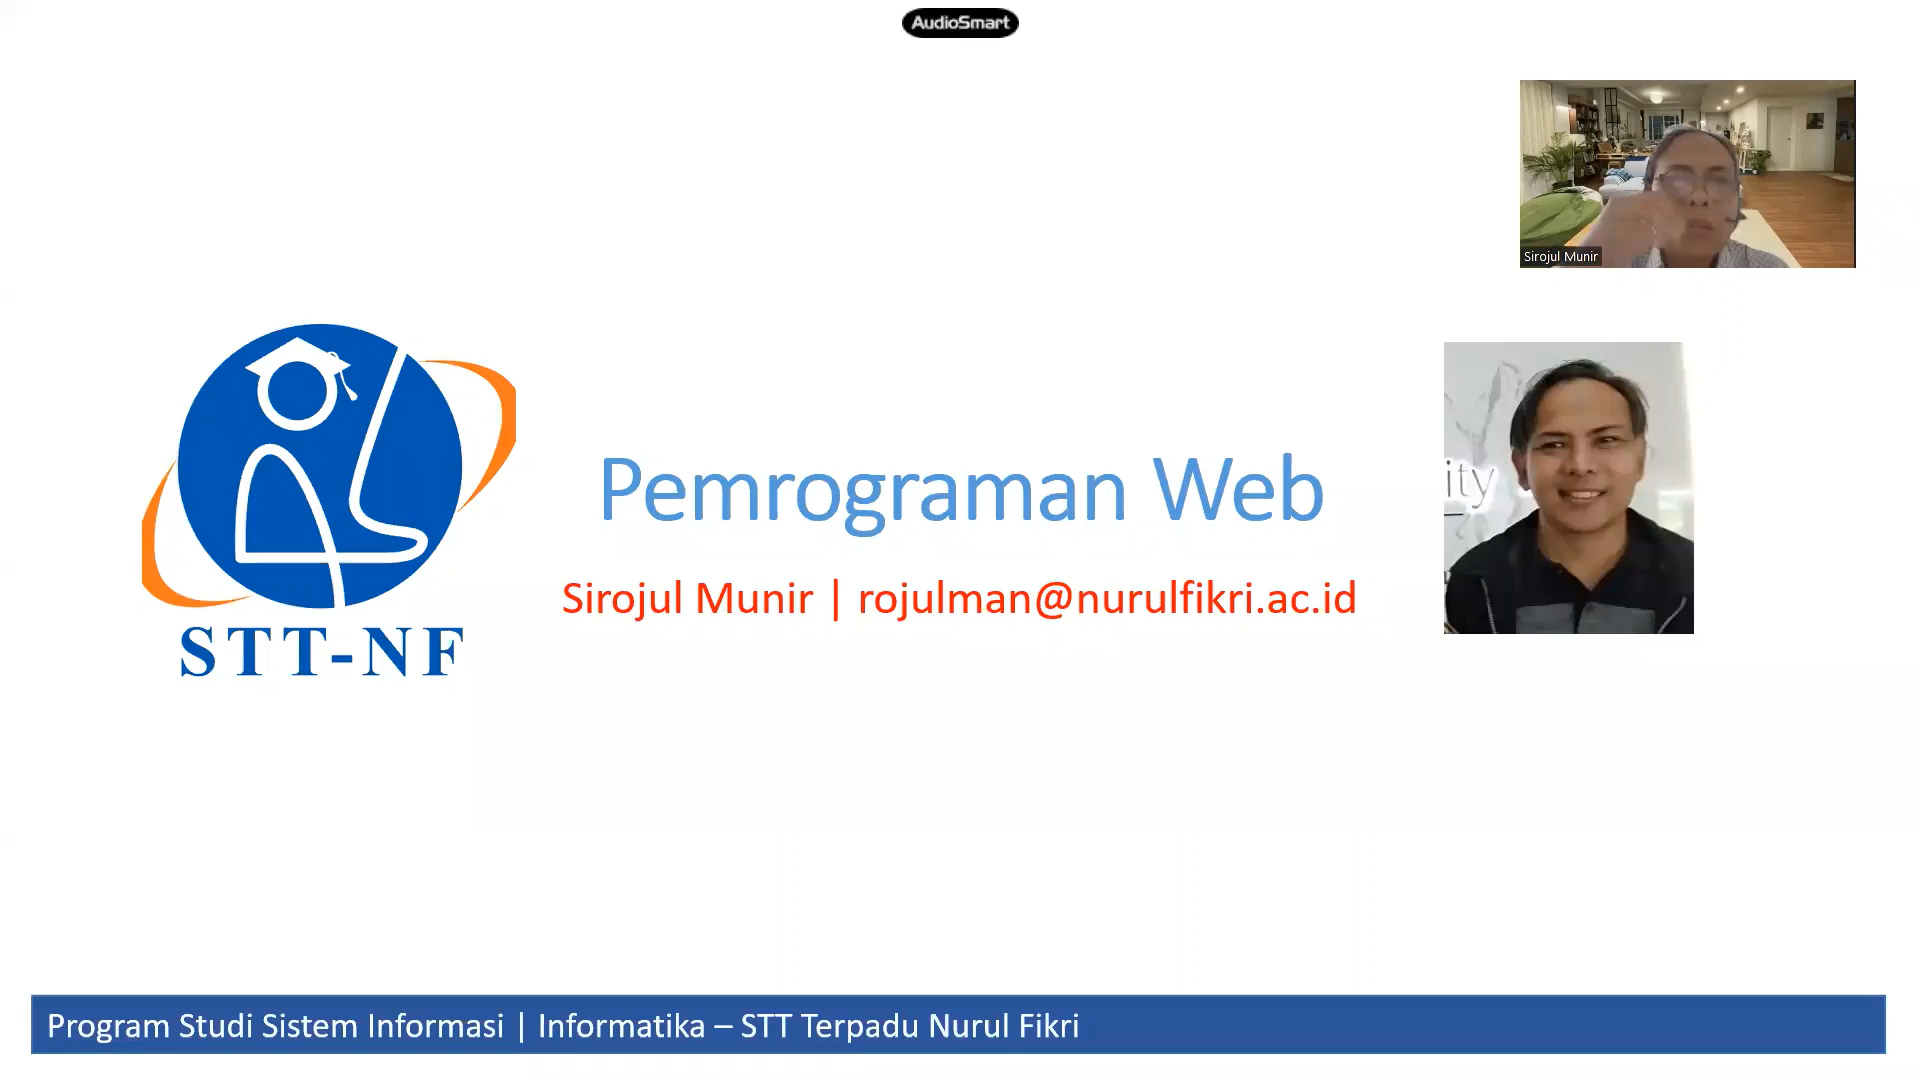 AudioSmart
Sirojul Munir
ity
Pemrograman Web
Sirojul Munir | rojulman@nurulfikri.ac.id
STT-NF
Program Studi Sistem Informasi | Informatika – STT Terpadu Nurul Fikri